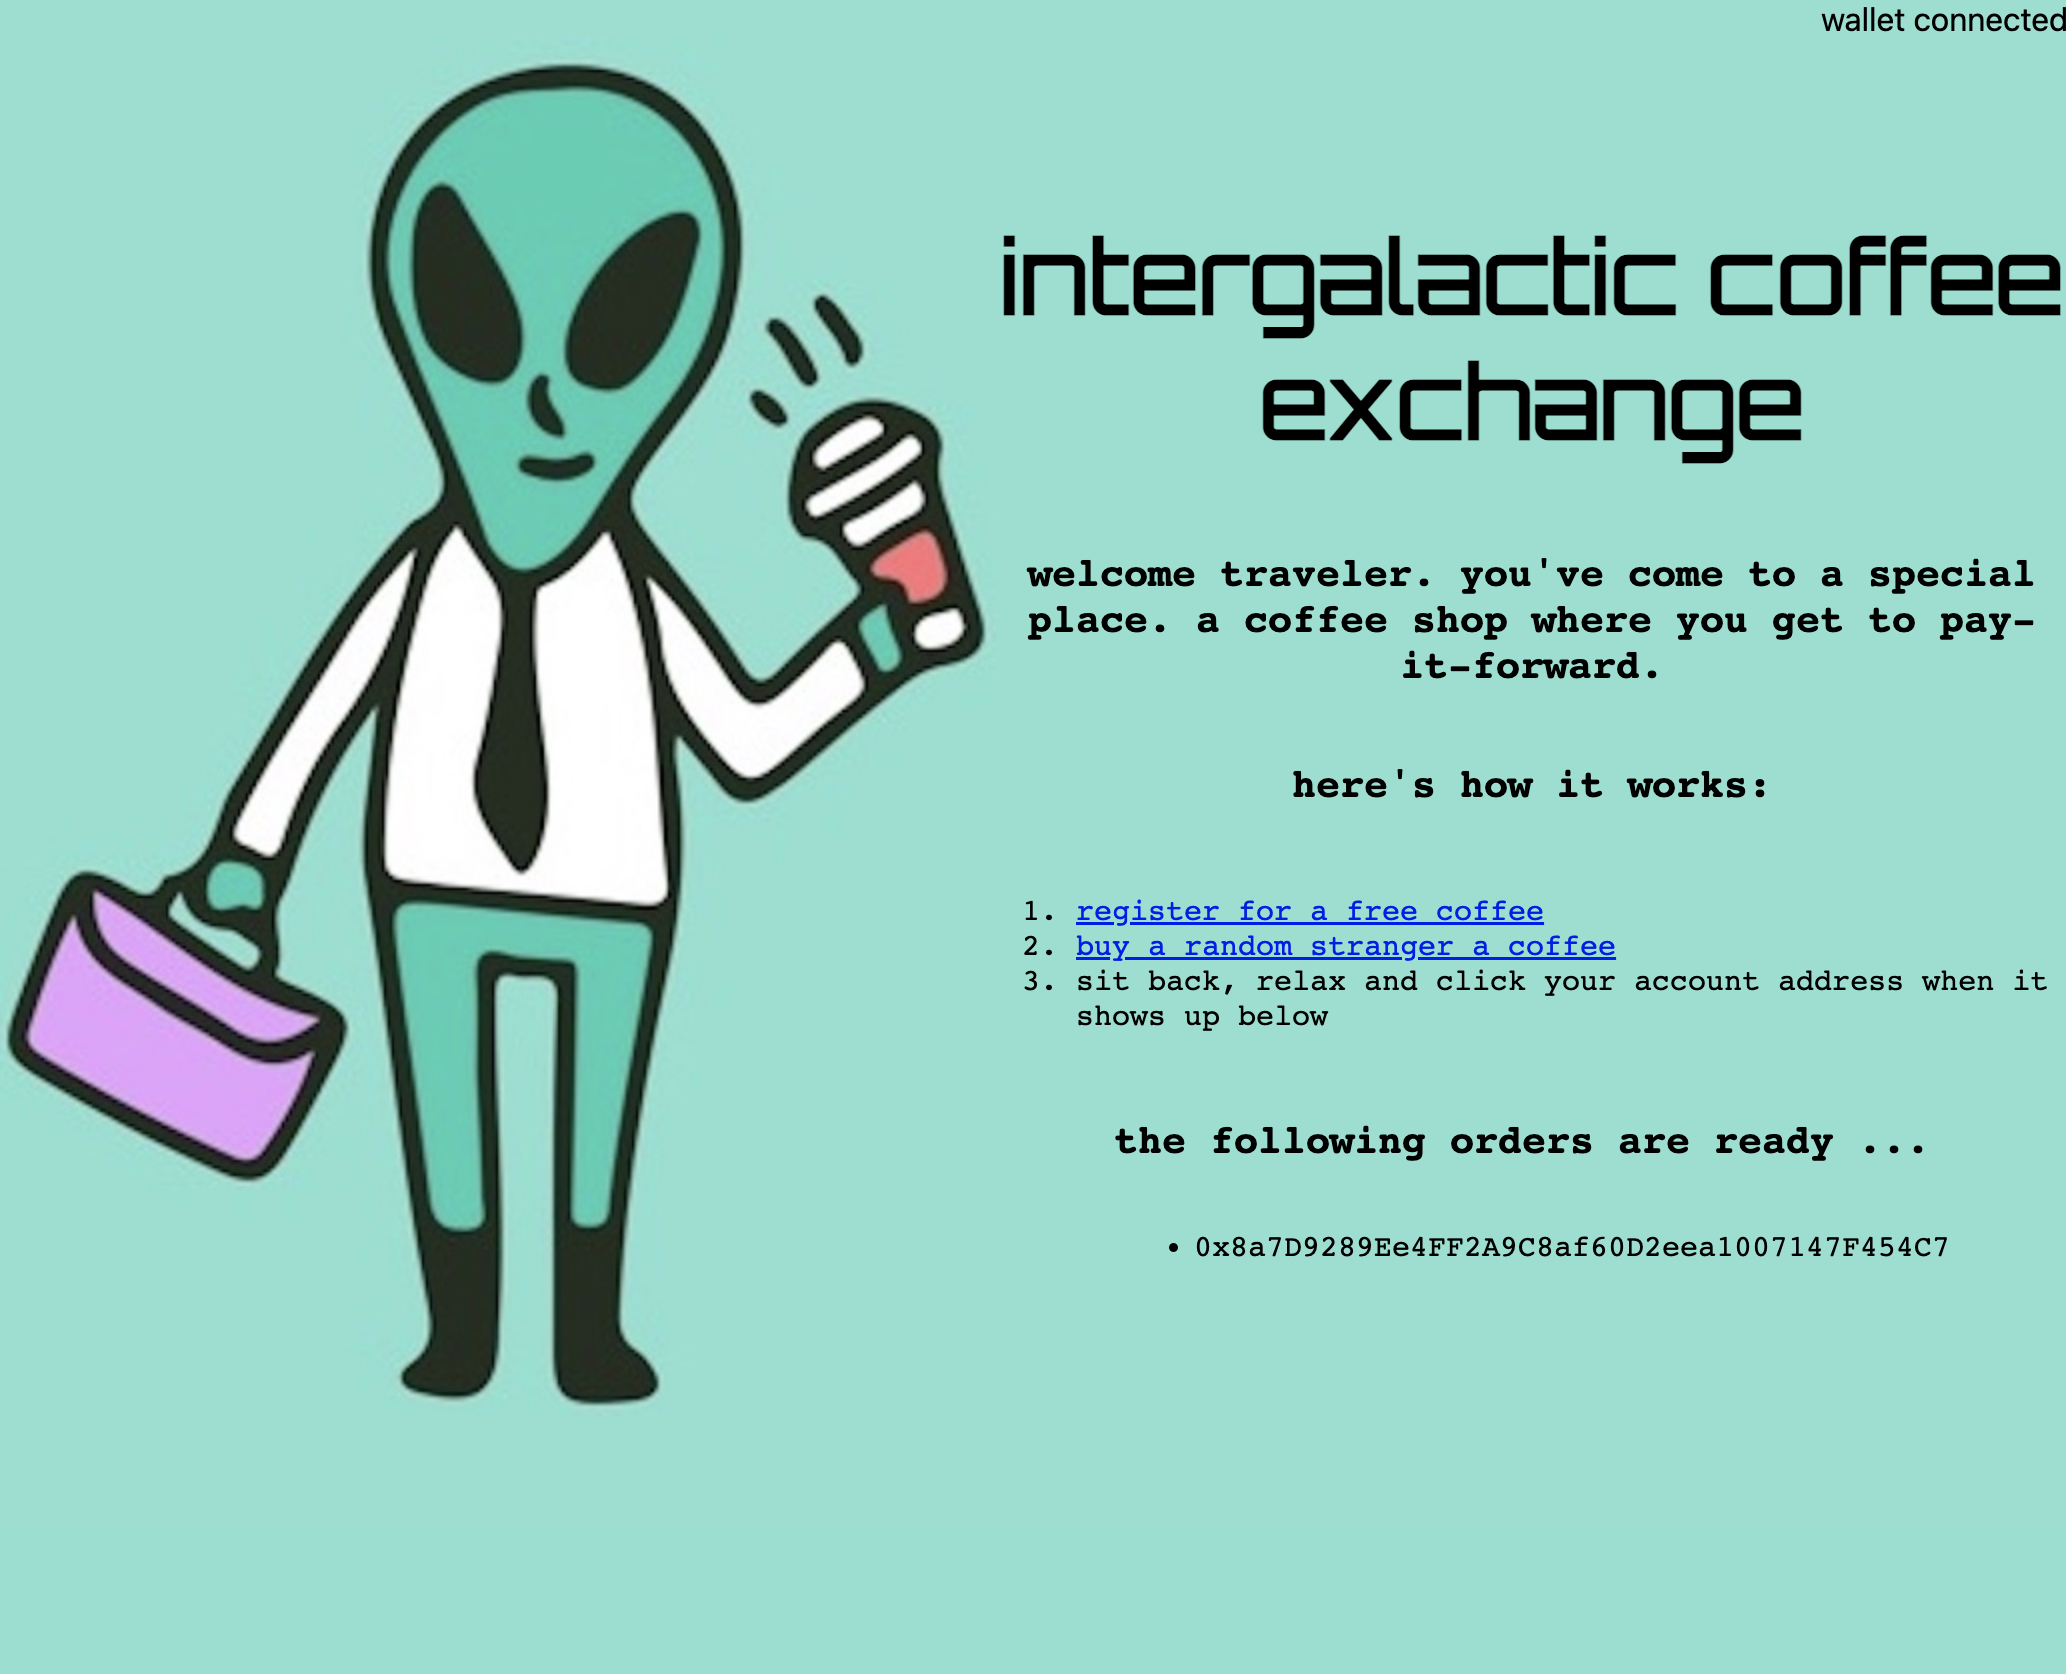 wallet connected
intergalactic coffee
exchange
welcome traveler. you've come to a special
place. a coffee shop where you get to pay-
it-forward.
here's how it works:
1. register for a free coffee
2. buy a random stranger a coffee
3. sit back, relax and click your account address when it
shows up below
the following orders are ready ...
• 0x8a7D9289Ee4FF2A9C8af60D2eea1007147F454C7